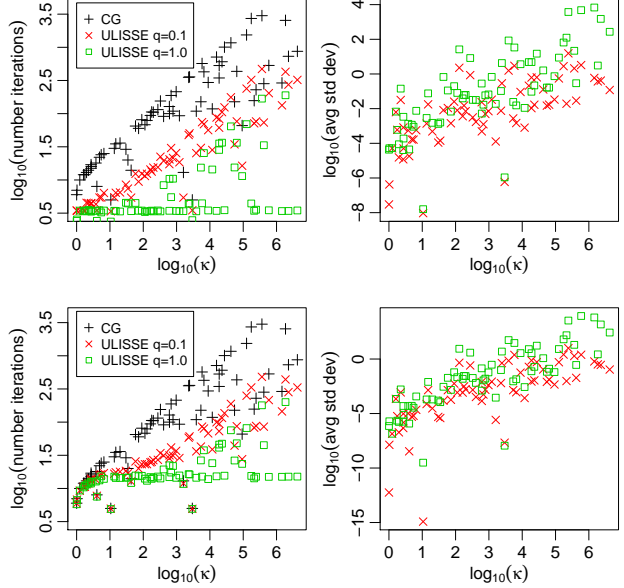 CG
ULISSE q=0.1
ULISSE q=1.0
log10(number iterations)
3.5
2.5
1.5
0.5
0 1 2 3 4 5 6
log10(κ)
log10(avg std dev)
4
2
0
−2
−4
−6
−8
0 1 2 3 4 5 6
log10(κ)
CG
ULISSE q=0.1
ULISSE q=1.0
log10(number iterations)
3.5
2.5
1.5
0.5
0 1 2 3 4 5 6
log10(κ)
log10(avg std dev)
0
−5
−10
−15
0 1 2 3 4 5 6
log10(κ)